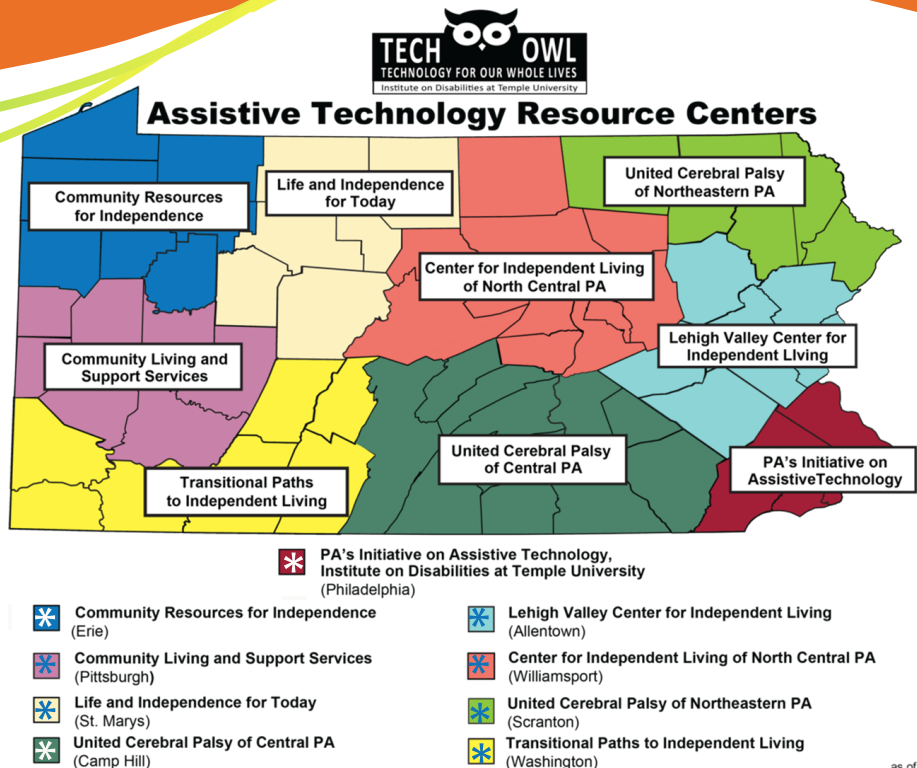 TECH OWL
TECHNOLOGY FOR OUR WHOLE LIVES
Institute on Disabilities at Temple University
Assistive Technology Resource Centers
Community Resources
for Independence
Life and Independence
for Today
United Cerebral Palsy
of Northeastern PA
Center for Independent Living
of North Central PA
Community Living and
Support Services
Lehigh Valley Center for
Independent LIving
United Cerebral Palsy
of Central PA
Transitional Paths
to Independent Living
PA's Initiative on
AssistiveTechnology
PA's Initiative on Assistive Technology,
Institute on Disabilities at Temple University
(Philadelphia)
Community Resources for Independence
(Erie)
Community Living and Support Services
(Pittsburgh)
Life and Independence for Today
(St. Marys)
United Cerebral Palsy of Central PA
(Camp Hill)
Lehigh Valley Center for Independent Living
(Allentown)
Center for Independent Living of North Central PA
(Williamsport)
United Cerebral Palsy of Northeastern PA
(Scranton)
Transitional Paths to Independent Living
(Washington)
as of